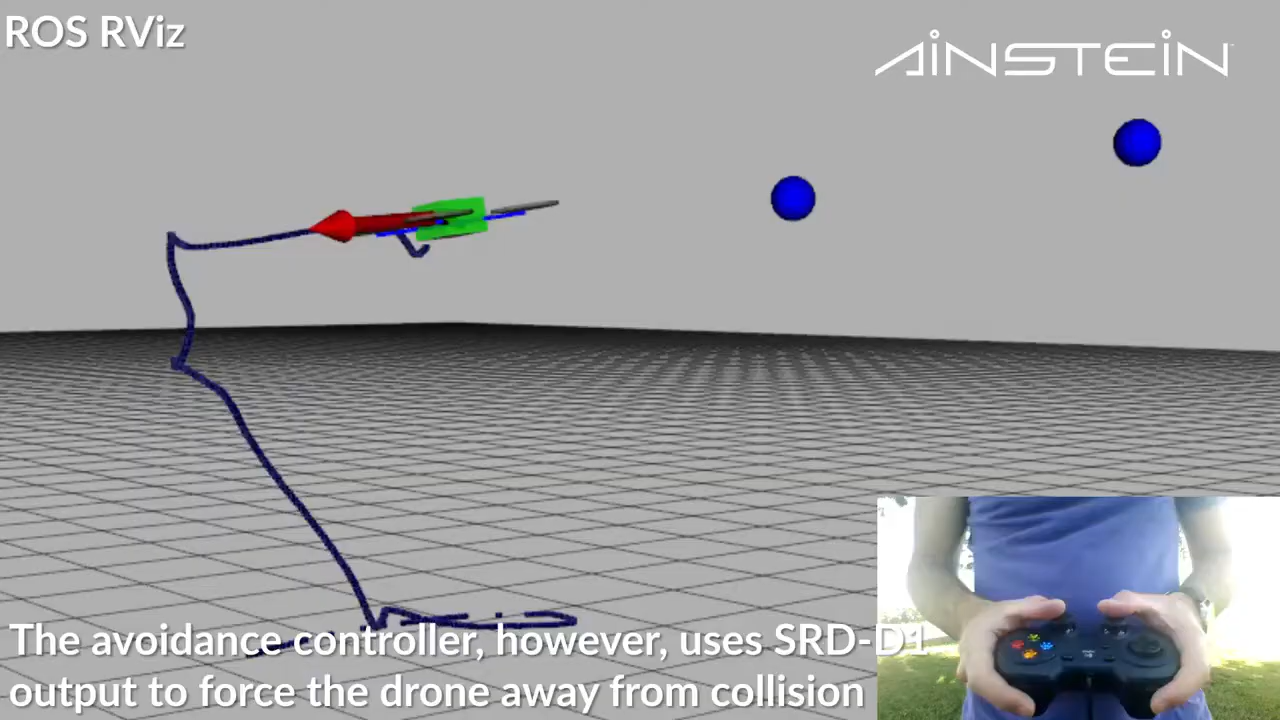 ROS RViz
AINSTEIN
The avoidance controller, however, uses SRD-D1
output to force the drone away from collision